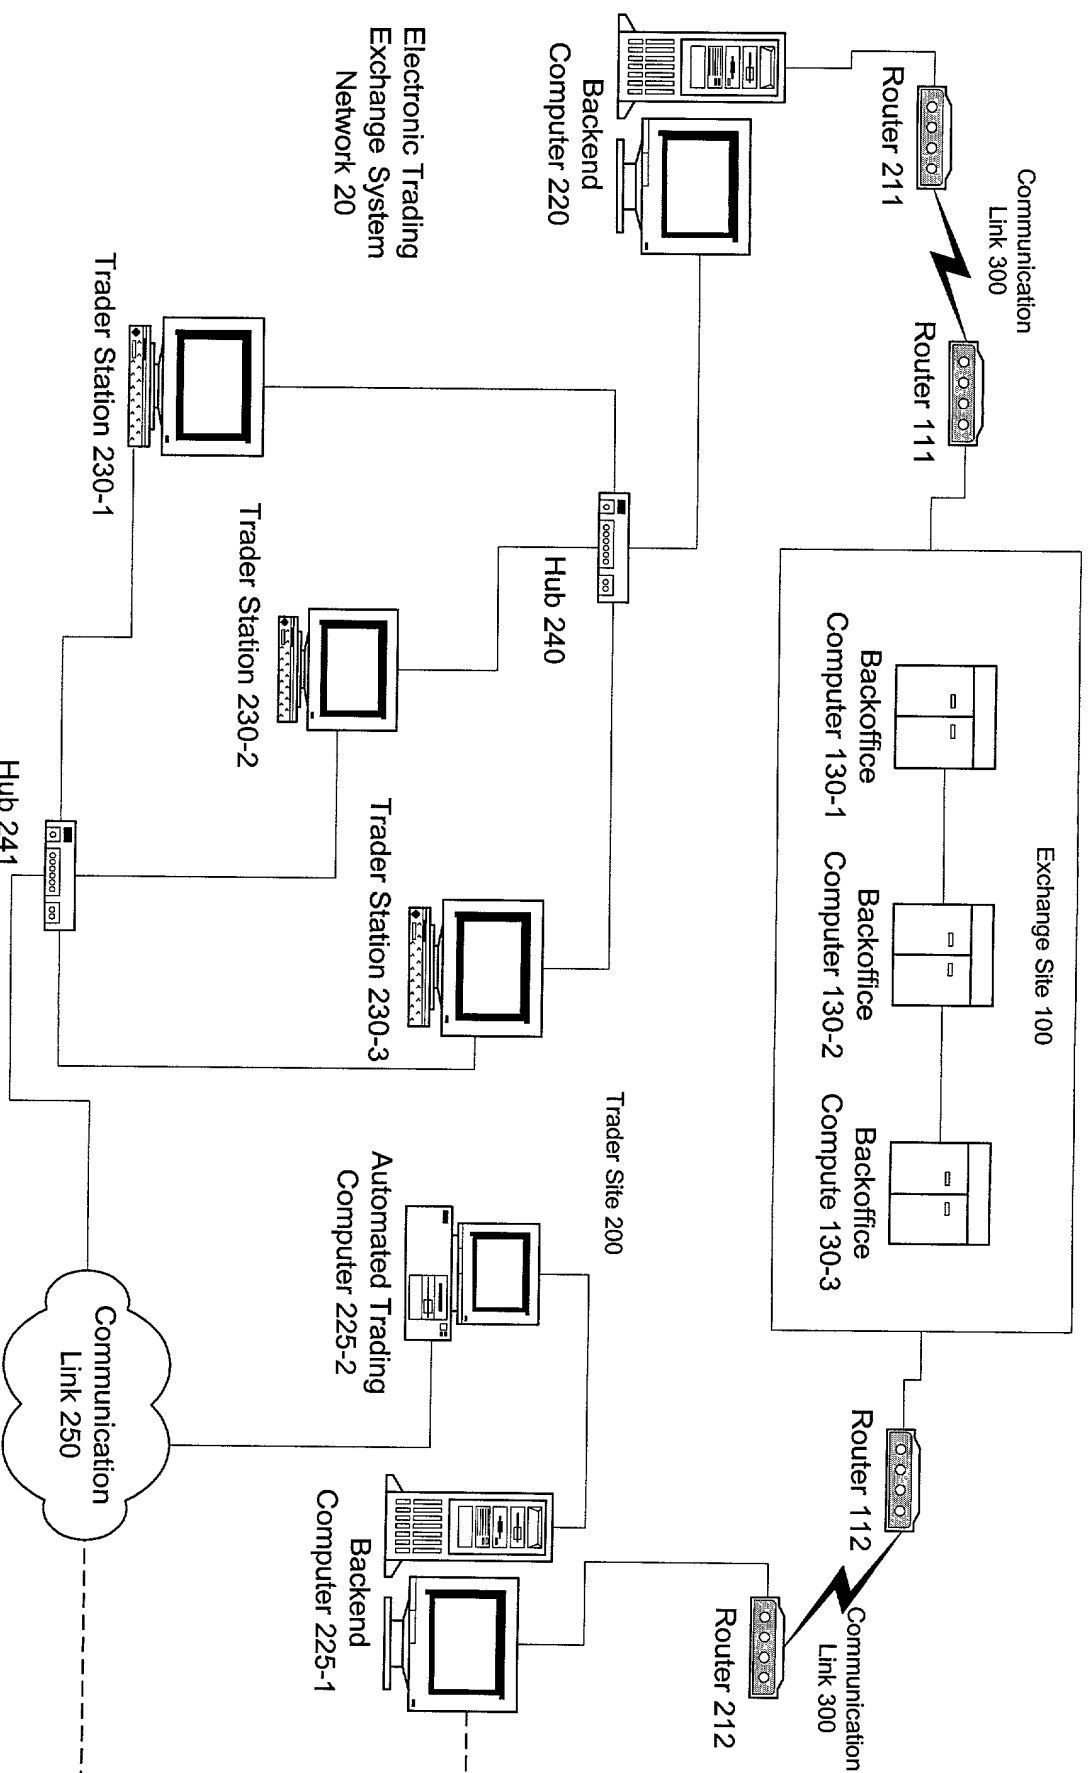 Communication
Link 300
Router 211
Router 111
Exchange Site 100
Backoffice
Computer 130-1
Backoffice
Computer 130-2
Backoffice
Compute 130-3
Router 112
Communication
Link 300
Router 212
Backend
Computer 220
Electronic Trading
Exchange System
Network 20
Hub 240
Trader Station 230-1
Trader Station 230-2
Trader Station 230-3
Hub 241
Trader Site 200
Automated Trading
Computer 225-2
Backend
Computer 225-1
Communication
Link 250